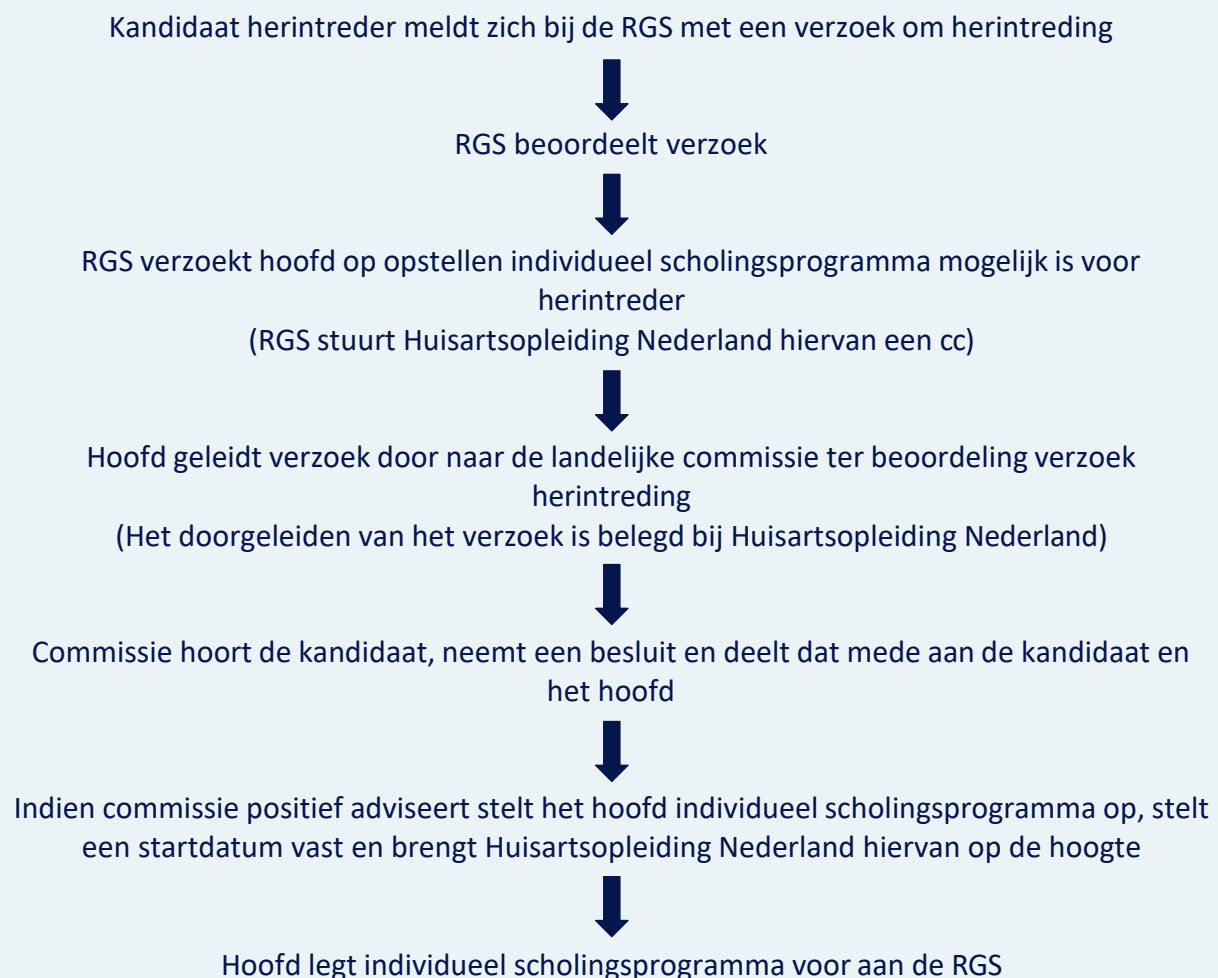 Kandidaat herintreder meldt zich bij de RGS met een verzoek om herintreding
RGS beoordeelt verzoek
RGS verzoekt hoofd op opstellen individueel scholingsprogramma mogelijk is voor
herintreder
(RGS stuurt Huisartsopleiding Nederland hiervan een cc)
Hoofd geleidt verzoek door naar de landelijke commissie ter beoordeling verzoek
herintreding
(Het doorgeleiden van het verzoek is belegd bij Huisartsopleiding Nederland)
Commissie hoort de kandidaat, neemt een besluit en deelt dat mede aan de kandidaat en
het hoofd
Indien commissie positief adviseert stelt het hoofd individueel scholingsprogramma op, stelt
een startdatum vast en brengt Huisartsopleiding Nederland hiervan op de hoogte
Hoofd legt individueel scholingsprogramma voor aan de RGS